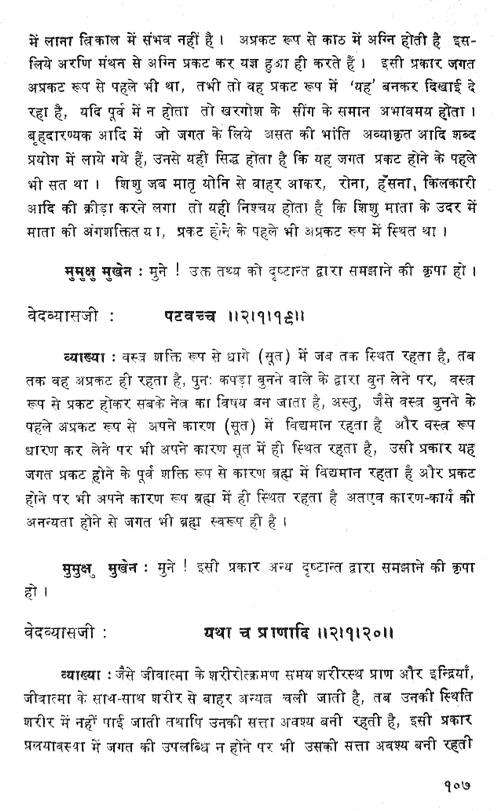 में लाना त्रिकाल में संभव नहीं है। अप्रकट रूप से काठ में अग्नि होती है इस-
लिये अरणि मंथन से अग्नि प्रकट कर यज्ञ हुआ ही करते हैं। इसी प्रकार जगत
अप्रकट रूप से पहले भी था, तभी तो वह प्रकट रूप में 'यह' बनकर दिखाई दे
रहा है, यदि पूर्व में न होता तो खरगोश के सींग के समान अभावमय होता।
बृहदारण्यक आदि में जो जगत के लिये असत की भांति अव्याकृत आदि शब्द
प्रयोग में लाये गये हैं, उनसे यही सिद्ध होता है कि यह जगत प्रकट होने के पहले
भी सत था। शिशु जब मातृ योनि से बाहर आकर, रोना, हँसना, किलकारी
आदि की क्रीड़ा करने लगा तो यही निश्चय होता है कि शिशु माता के उदर में
माता की अंगशक्तितया, प्रकट होने के पहले भी अप्रकट रूप में स्थित था।
मुमुक्षु मुखेन : मुने ! उक्त तथ्य को दृष्टान्त द्वारा समझाने की कृपा हो।
वेदव्यासजी : पटवच्च ॥२।१।१९॥
व्याख्या : वस्त्र शक्ति रूप से धागे (सूत) में जब तक स्थित रहता है, तब
तक वह अप्रकट ही रहता है, पुनः कपड़ा बुनने वाले के द्वारा बुन लेने पर, वस्त्र
रूप से प्रकट होकर सबके नेत्र का विषय बन जाता है, अस्तु, जैसे वस्त्र बुनने के
पहले अप्रकट रूप से अपने कारण (सूत) में विद्यमान रहता है और वस्त्र रूप
धारण कर लेने पर भी अपने कारण सूत में ही स्थित रहता है, उसी प्रकार यह
जगत प्रकट होने के पूर्व शक्ति रूप से कारण ब्रह्म में विद्यमान रहता है और प्रकट
होने पर भी अपने कारण रूप ब्रह्म में ही स्थित रहता है अतएव कारण-कार्य की
अनन्यता होने से जगत भी ब्रह्म स्वरूप ही है।
मुमुक्षु मुखेन : मुने ! इसी प्रकार अन्य दृष्टान्त द्वारा समझाने की कृपा
हो।
वेदव्यासजी : यथा च प्राणादि ॥२।१।२०॥
व्याख्या : जैसे जीवात्मा के शरीरोत्क्रमण समय शरीरस्थ प्राण और इन्द्रियाँ,
जीवात्मा के साथ-साथ शरीर से बाहर अन्यत्र चली जाती है, तब उनकी स्थिति
शरीर में नहीं पाई जाती तथापि उनकी सत्ता अवश्य बनी रहती है, इसी प्रकार
प्रलयावस्था में जगत की उपलब्धि न होने पर भी उसकी सत्ता अवश्य बनी रहती
१०७